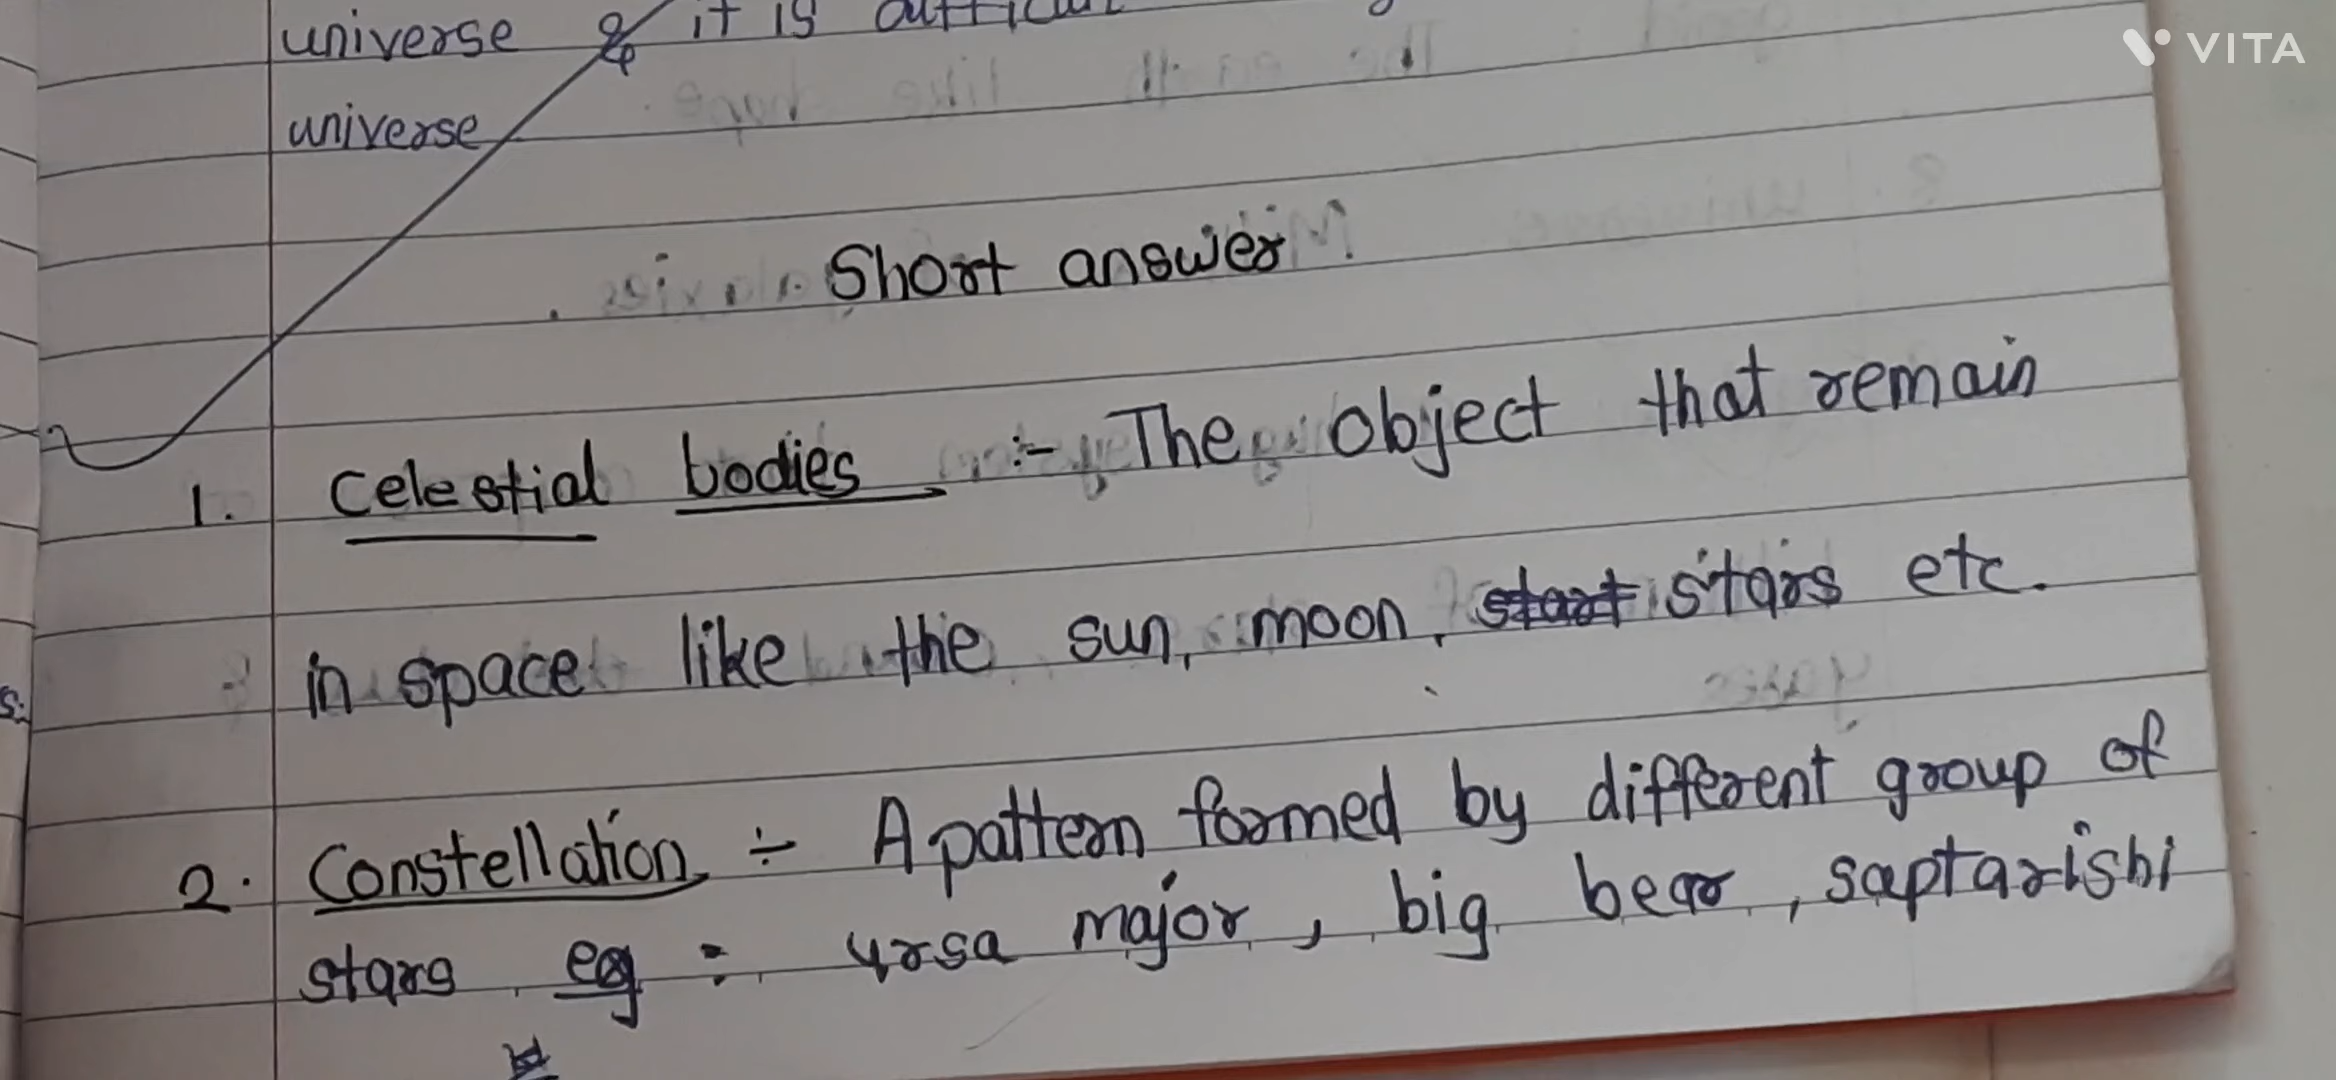 universe & it is
universe
Short answer
1. Celestial bodies :- The object that remain
in space like the sun, moon, start stars etc.
2. Constellation :- A pattern formed by different group of
stars eg :- ursa major, big bear, saptarishi
VITA